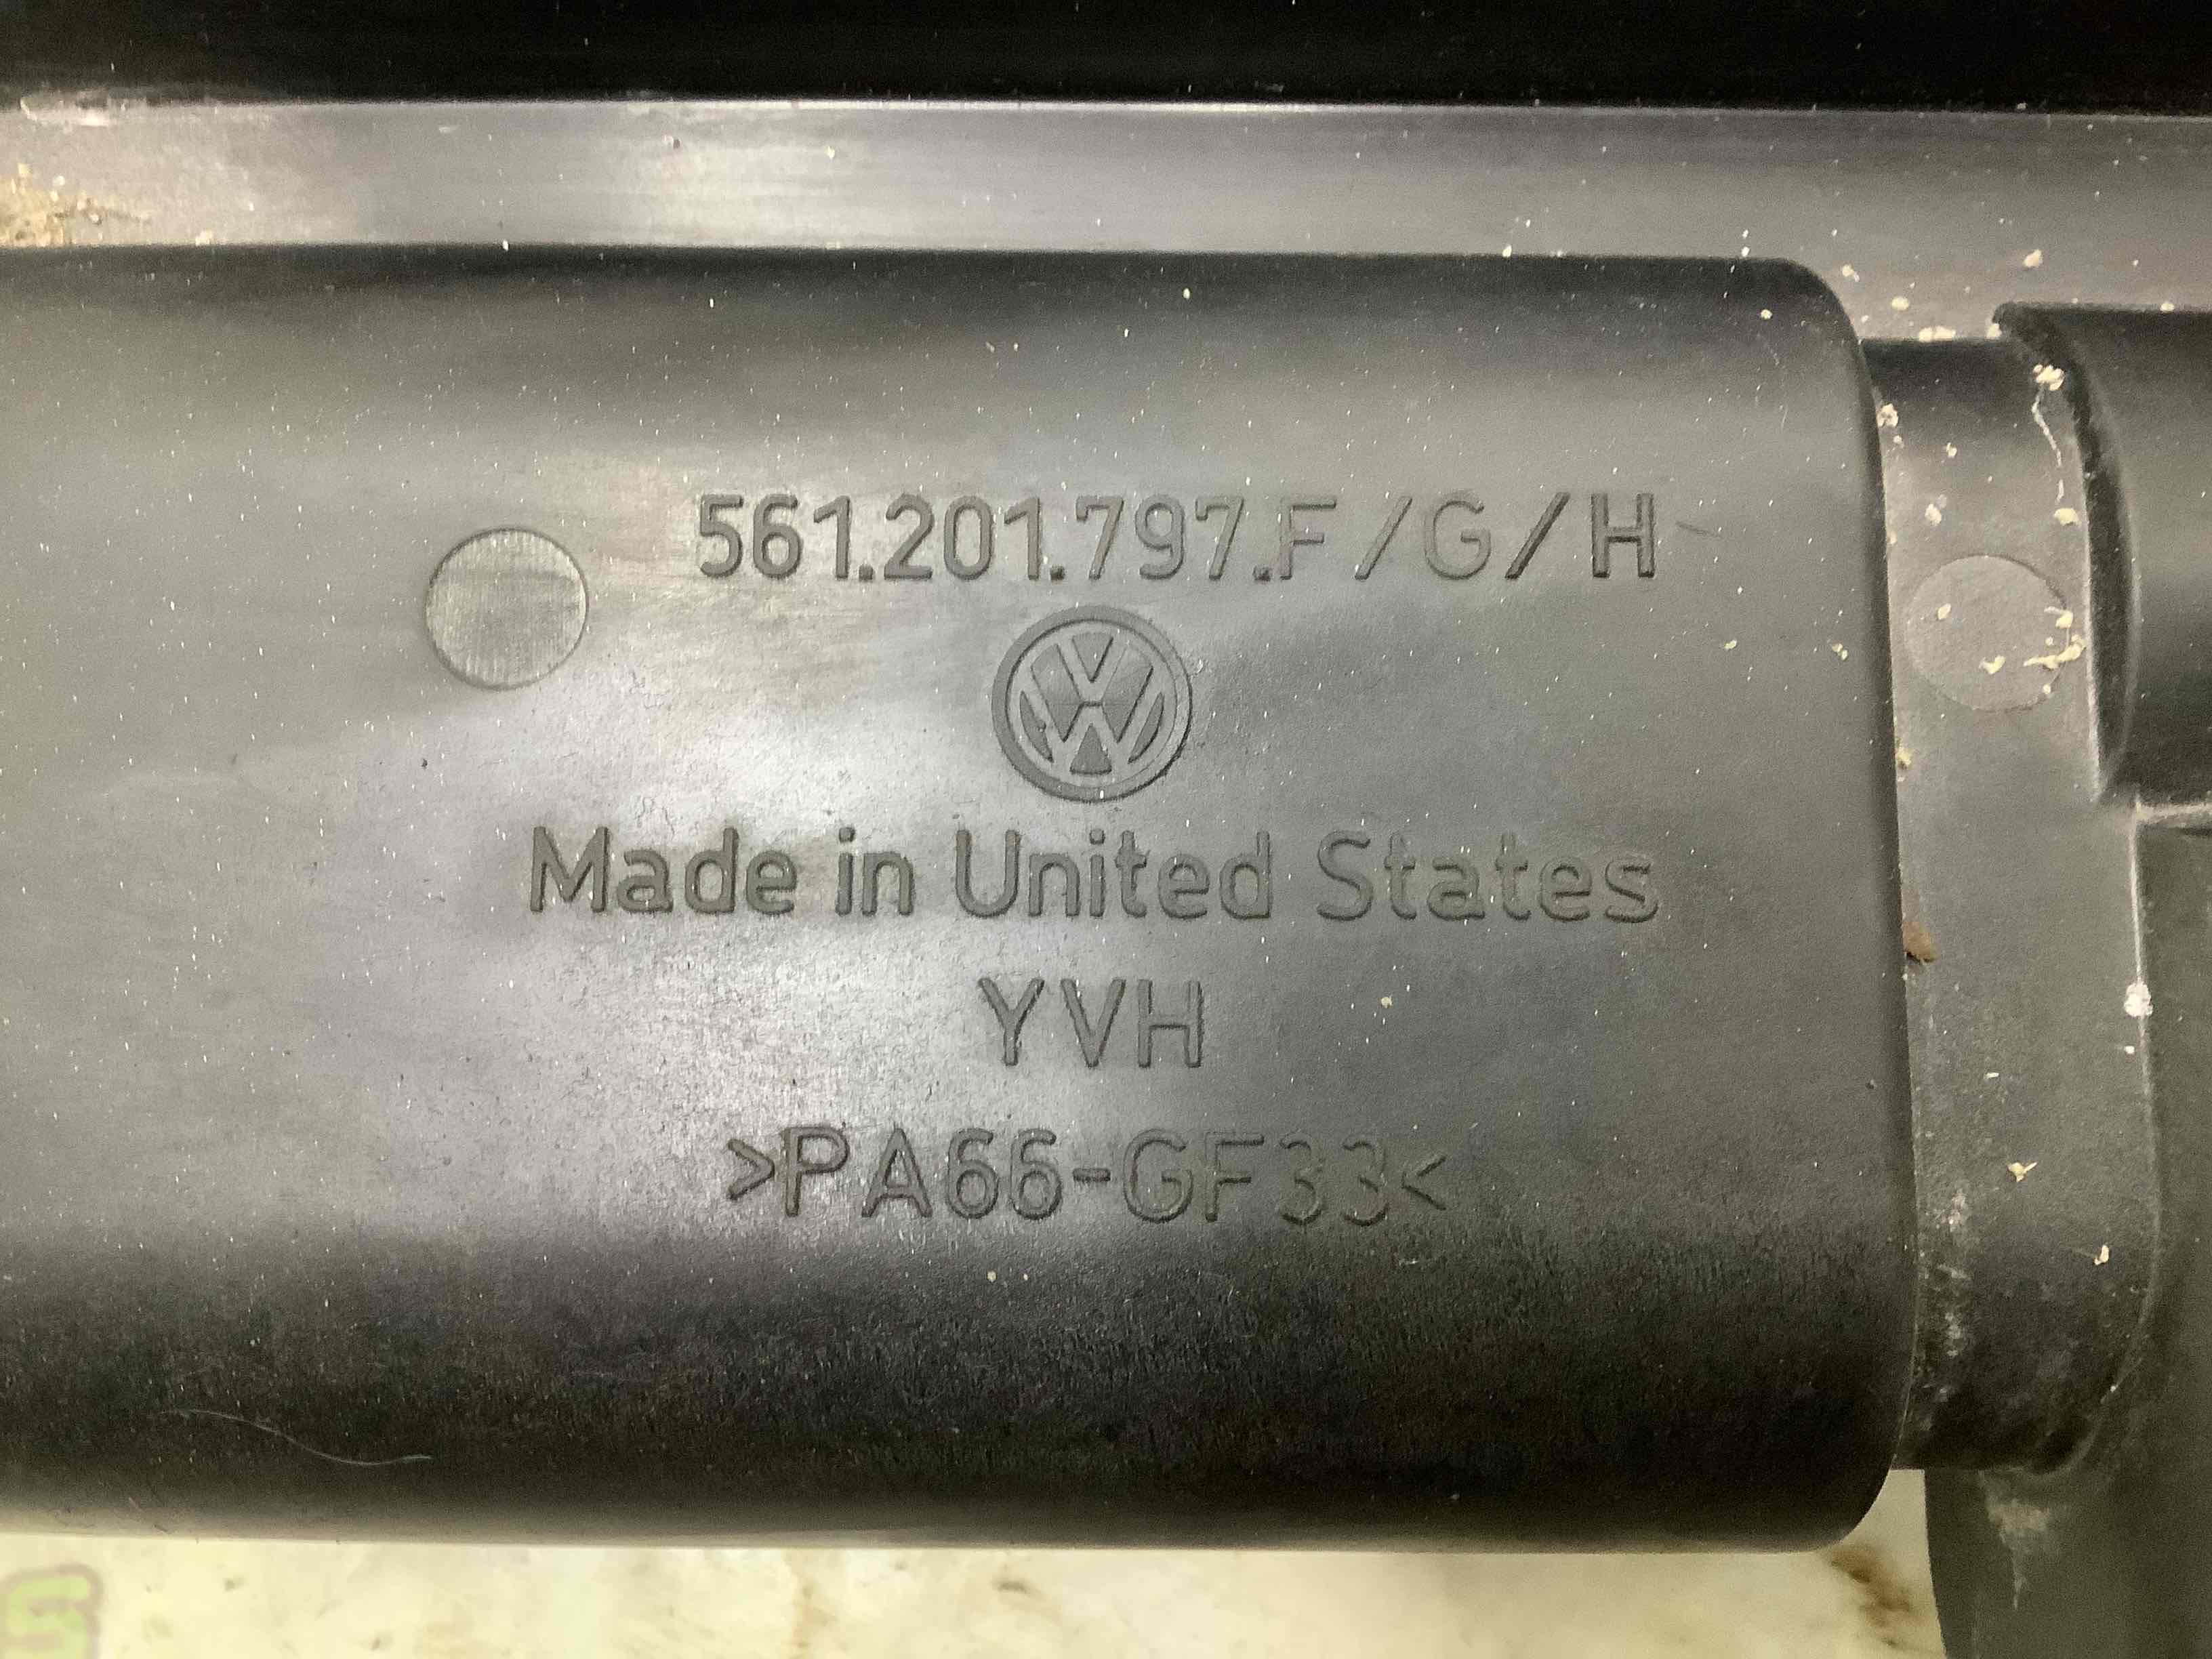 561.201.797.F/G/H
Made in United States
YVH
>PA66-GF33<